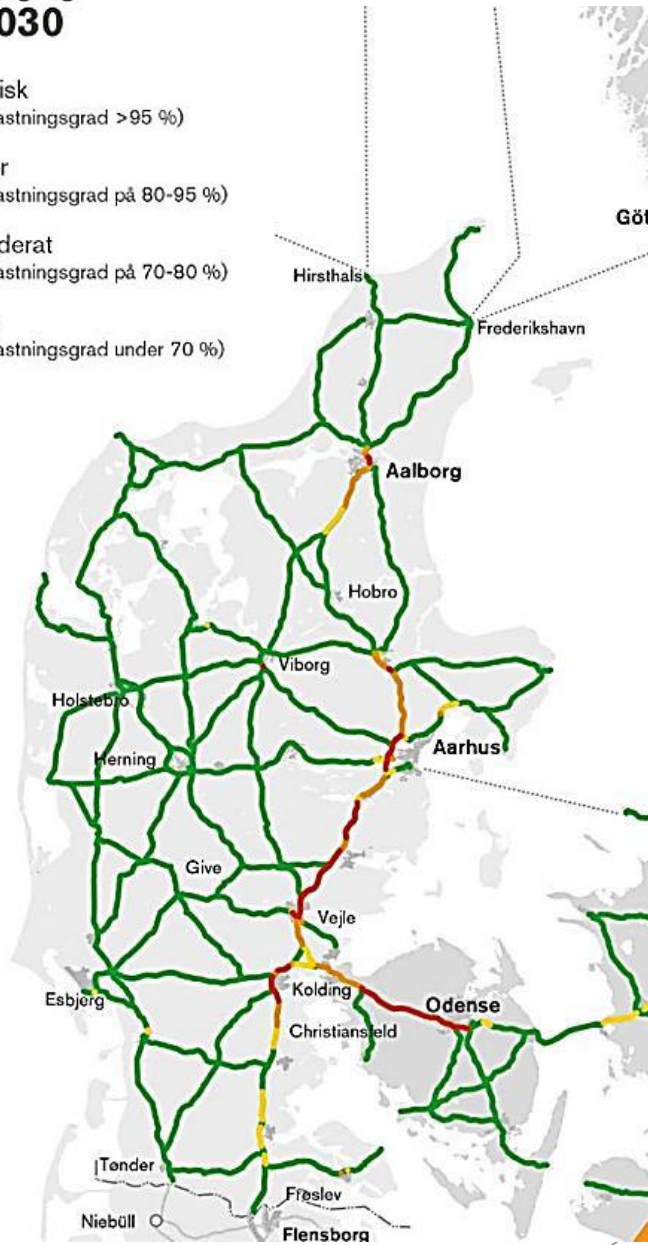 030
isk
astningsgrad >95 %)
r
astningsgrad på 80-95 %)
derat
astningsgrad på 70-80 %)
astningsgrad under 70 %)
Göt
Hirsthals
Frederikshavn
Aalborg
Hobro
Viborg
Holstebro
Aarhus
Herning
Give
Vejle
Kolding
Odense
Esbjerg
Christiansfeld
Tønder
Frøslev
Niebüll
Flensborg